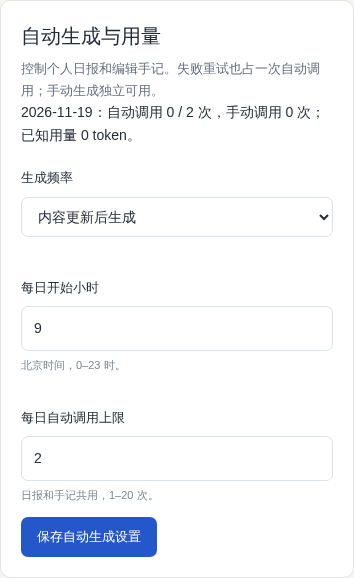 自动生成与用量
控制个人日报和编辑手记。失败重试也占一次自动调
用；手动生成独立可用。
2026-11-19：自动调用 0 / 2 次，手动调用 0 次；
已知用量 0 token。
生成频率
内容更新后生成
每日开始小时
9
北京时间，0–23 时。
每日自动调用上限
2
日报和手记共用，1–20 次。
保存自动生成设置